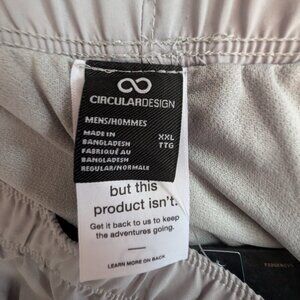 CIRCULARDESIGN
MENS/HOMMES
MADE IN
BANGLADESH
FABRIQUÉ AU
BANGLADESH
REGULAR/NORMALE
XXL
TTG
but this
product isn't.
Get it back to us to keep
the adventures going.
LEARN MORE ON BACK